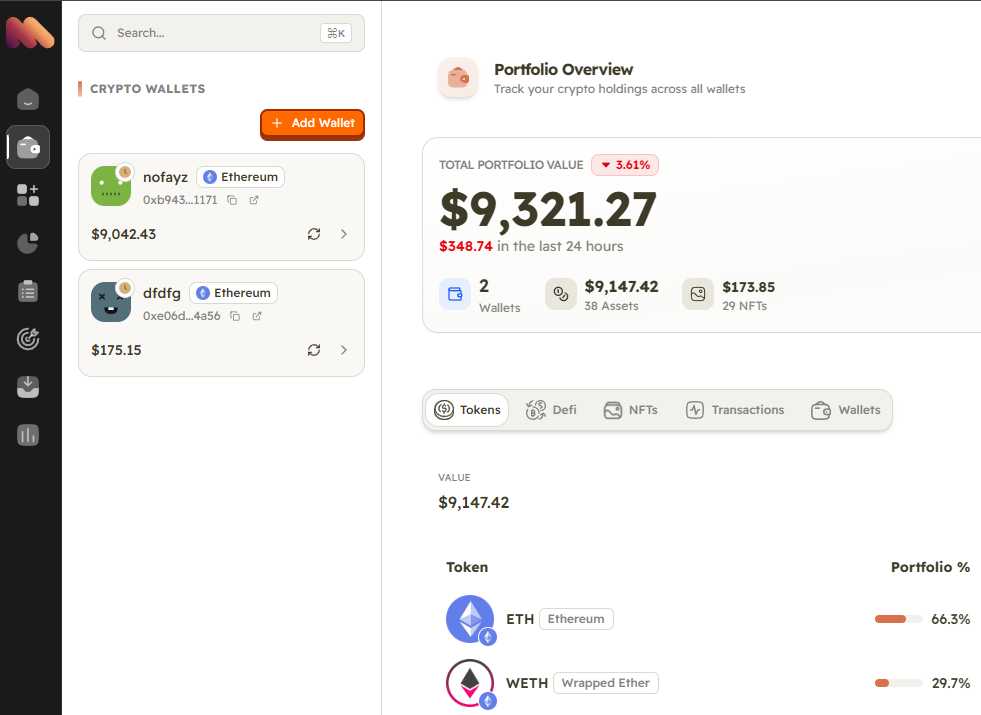 Search...
⌘K
CRYPTO WALLETS
+ Add Wallet
nofayz
Ethereum
0xb943...1171
$9,042.43
dfdfg
Ethereum
0xe06d...4a56
$175.15
Portfolio Overview
Track your crypto holdings across all wallets
TOTAL PORTFOLIO VALUE
3.61%
$9,321.27
$348.74 in the last 24 hours
2
Wallets
$9,147.42
38 Assets
$173.85
29 NFTs
Tokens
Defi
NFTs
Transactions
Wallets
VALUE
$9,147.42
Token
Portfolio %
ETH
Ethereum
66.3%
WETH
Wrapped Ether
29.7%